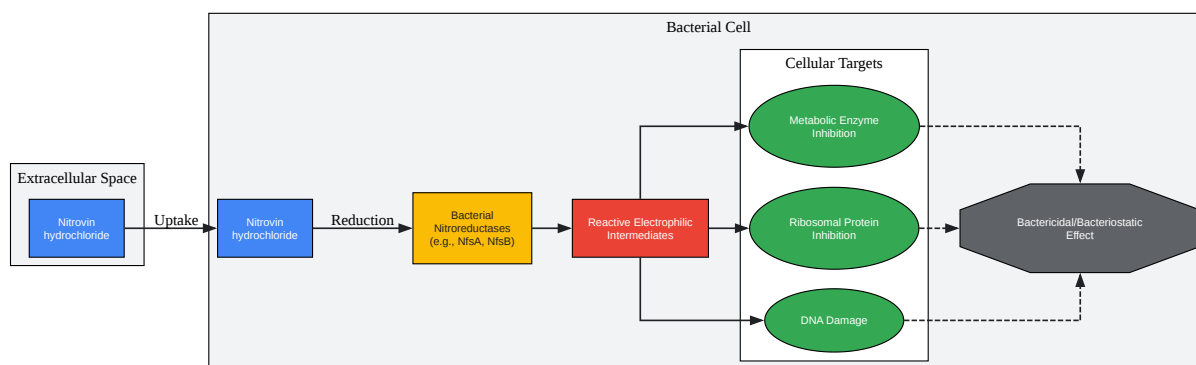 Bacterial Cell
Extracellular Space
Nitrovin
hydrochloride
Uptake
Nitrovin
hydrochloride
Reduction
Bacterial
Nitroreductases
(e.g., NfsA, NfsB)
Reactive Electrophilic
Intermediates
Cellular Targets
Metabolic Enzyme
Inhibition
Ribosomal Protein
Inhibition
DNA Damage
Bactericidal/Bacteriostatic
Effect